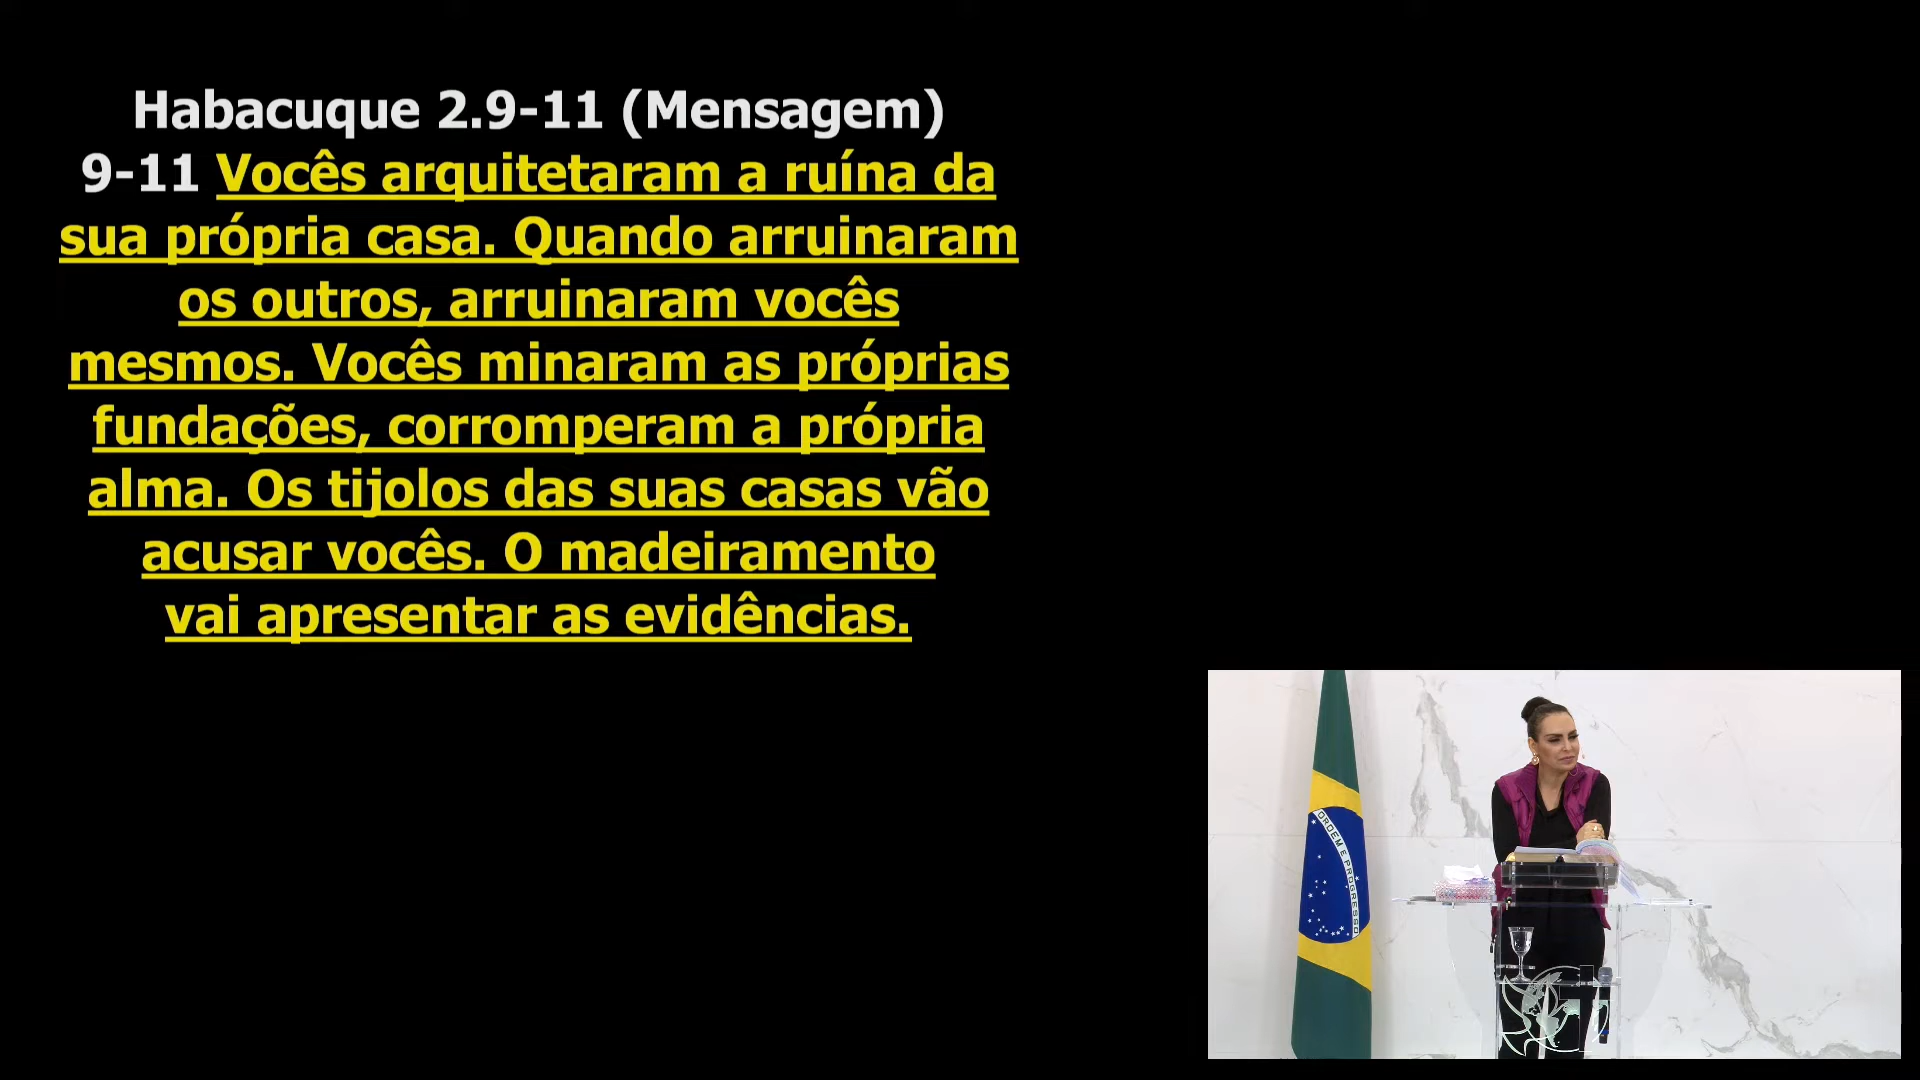 Habacuque 2.9-11 (Mensagem)
9-11 Vocês arquitetaram a ruína da
sua própria casa. Quando arruinaram
os outros, arruinaram vocês
mesmos. Vocês minaram as próprias
fundações, corromperam a própria
alma. Os tijolos das suas casas vão
acusar vocês. O madeiramento
vai apresentar as evidências.
ORDEM E PROGRESSO